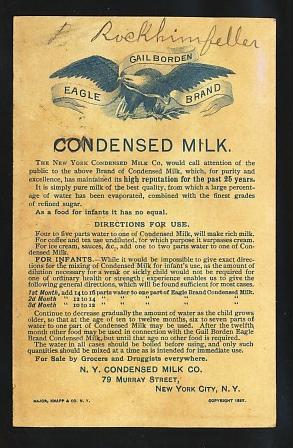 Rockhimfeller
GAIL BORDEN
EAGLE BRAND
CONDENSED MILK.
THE NEW YORK CONDENSED MILK CO, would call attention of the
public to the above Brand of Condensed Milk, which, for purity and
excellence, has maintained its high reputation for the past 25 years.
It is simply pure milk of the best quality, from which a large percent-
age of water has been evaporated, combined with the finest grades
of refined sugar.
As a food for infants it has no equal.
DIRECTIONS FOR USE.
Four to five parts water to one of Condensed Milk, will make rich milk.
For coffee and tea use undiluted, for which purpose it surpasses cream.
For ice cream, sauces, &c., add one to two parts water to one of Con-
densed Milk.
FOR INFANTS.—While it would be impossible to give exact direc-
tions for the mixing of Condensed Milk for infant's use, as the amount of
dilution necessary for a weak or sickly child would not be required for
one of ordinary health or strength; experience enables us to give the
following general directions, which will be found sufficient for most cases.
1st Month, add 14 to 16 parts water to one part of Eagle Brand Condensed Milk.
2d Month " 12 to 14 " " " " "
3d Month " 10 to 12 " " " " "
Continue to decrease gradually the amount of water as the child grows
older, so that at the age of ten to twelve months, six to seven parts of
water to one part of Condensed Milk may be used. After the twelfth
month other food may be used in connection with the Gail Borden Eagle
Brand Condensed Milk, but until that age no other food is required.
The water in all cases should be boiled before using, and only such
quantities should be mixed at a time as is intended for immediate use.
For Sale by Grocers and Druggists everywhere.
N. Y. CONDENSED MILK CO.
79 MURRAY STREET,
NEW YORK CITY, N. Y.
MAJOR, KNAPP & CO. N. Y.
COPYRIGHT 1887.